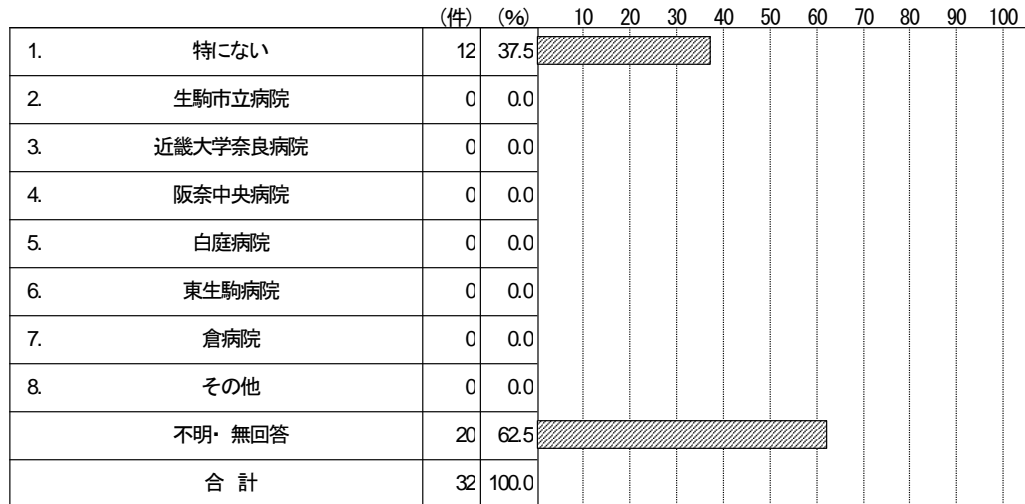 (件) (%) 10 20 30 40 50 60 70 80 90 100
1. 特にない 12 37.5
2. 生駒市立病院 0 0.0
3. 近畿大学奈良病院 0 0.0
4. 阪奈中央病院 0 0.0
5. 白庭病院 0 0.0
6. 東生駒病院 0 0.0
7. 倉病院 0 0.0
8. その他 0 0.0
不明・無回答 20 62.5
合 計 32 100.0